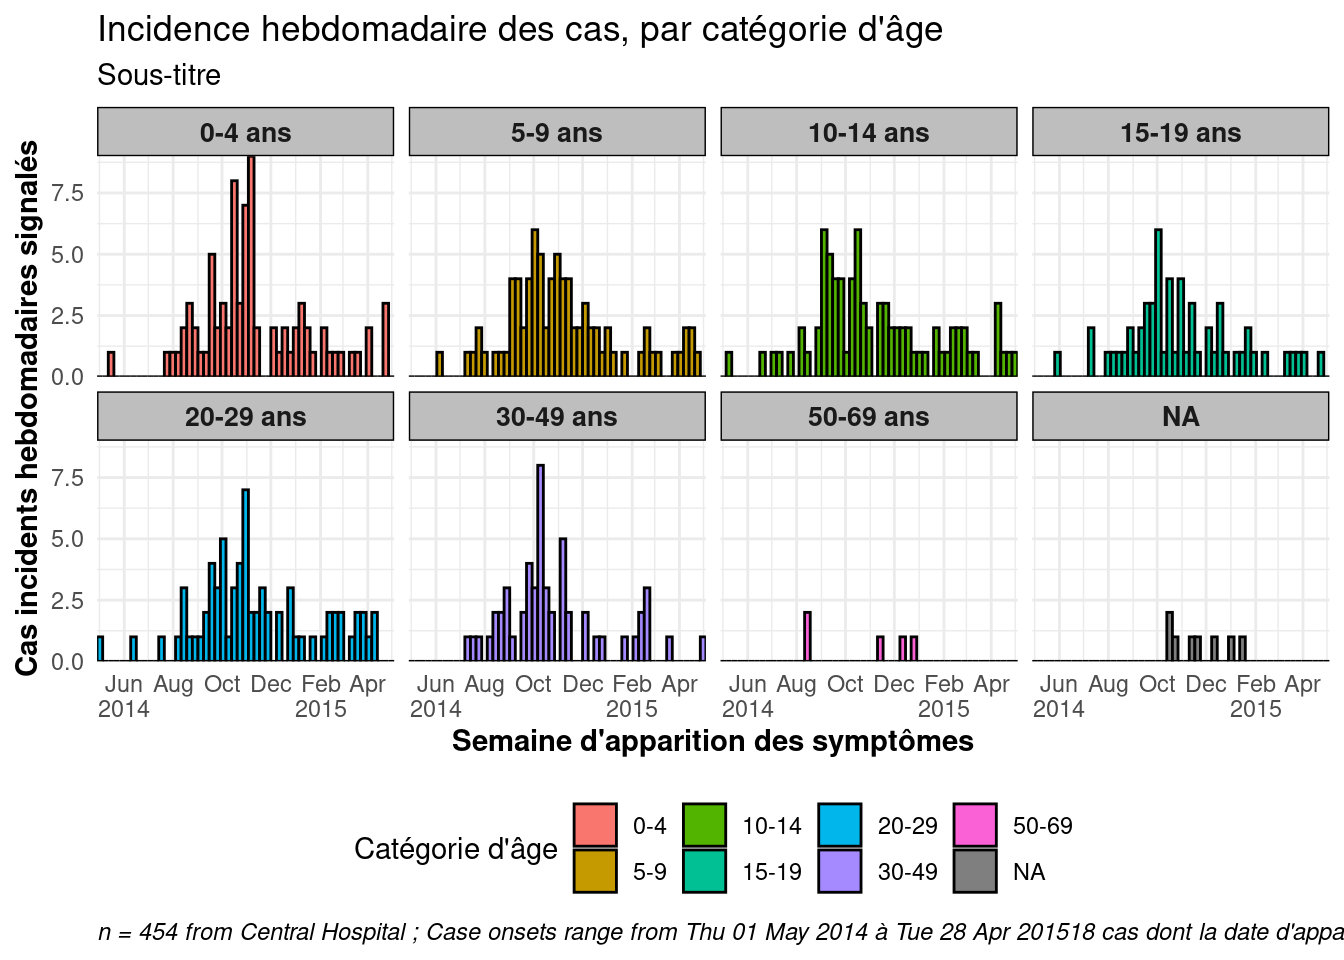 Incidence hebdomadaire des cas, par catégorie d'âge
Sous-titre
0-4 ans
5-9 ans
10-14 ans
15-19 ans
Cas incidents hebdomadaires signalés
7.5
5.0
2.5
0.0
20-29 ans
30-49 ans
50-69 ans
NA
7.5
5.0
2.5
0.0
Jun Aug Oct Dec Feb Apr
2014 2015
Jun Aug Oct Dec Feb Apr
2014 2015
Jun Aug Oct Dec Feb Apr
2014 2015
Jun Aug Oct Dec Feb Apr
2014 2015
Semaine d'apparition des symptômes
Catégorie d'âge
0-4 10-14 20-29 50-69
5-9 15-19 30-49 NA
n = 454 from Central Hospital ; Case onsets range from Thu 01 May 2014 à Tue 28 Apr 201518 cas dont la date d'appa